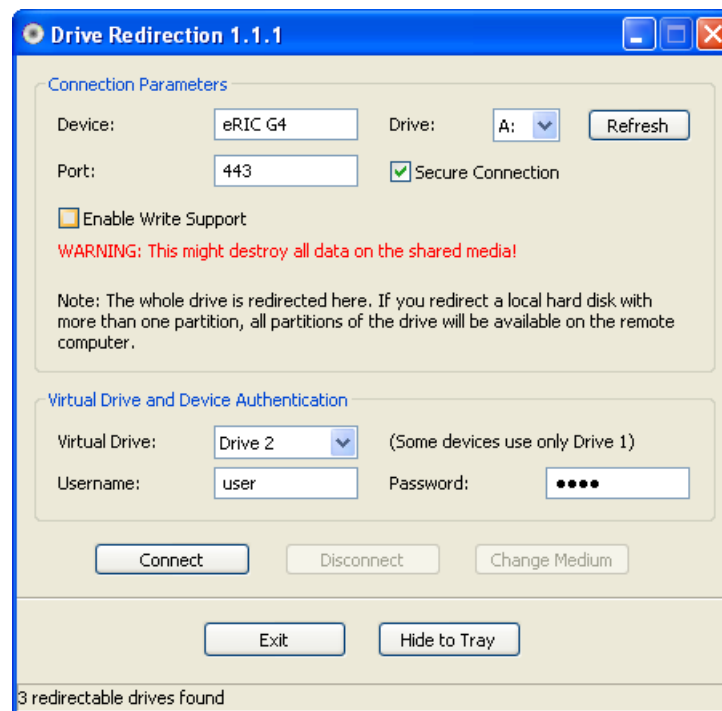 Drive Redirection 1.1.1
Connection Parameters
Device: eRIC G4 Drive: A: Refresh
Port: 443 Secure Connection
Enable Write Support
WARNING: This might destroy all data on the shared media!
Note: The whole drive is redirected here. If you redirect a local hard disk with
more than one partition, all partitions of the drive will be available on the remote
computer.
Virtual Drive and Device Authentication
Virtual Drive: Drive 2 (Some devices use only Drive 1)
Username: user Password: ●●●●
Connect Disconnect Change Medium
Exit Hide to Tray
3 redirectable drives found